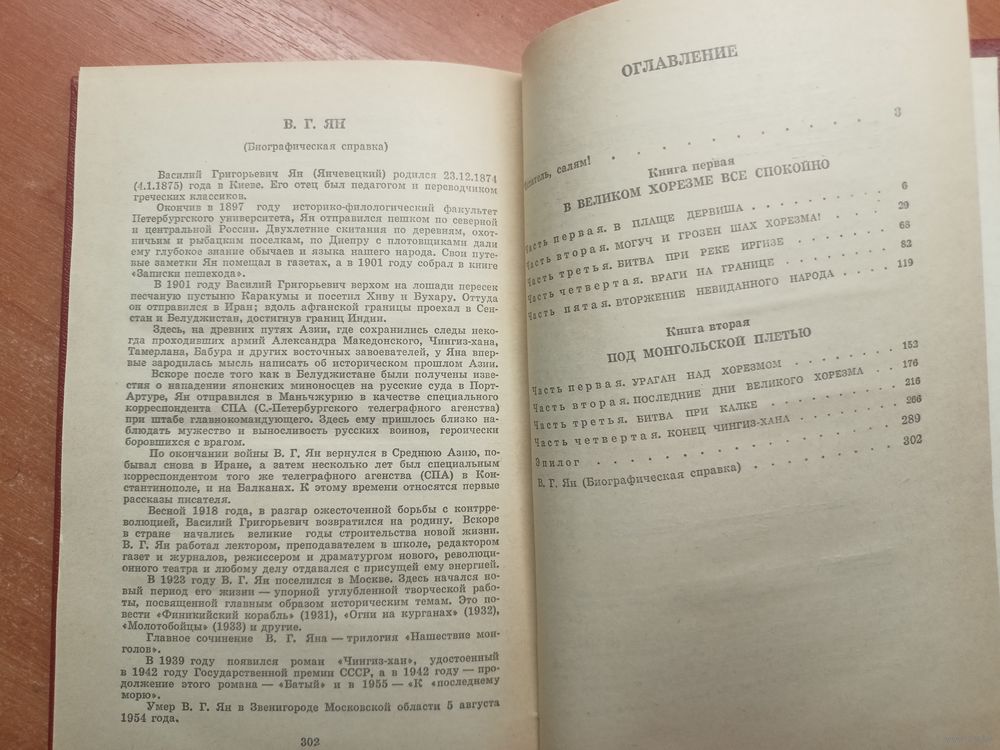 В. Г. ЯН
(Биографическая справка)
Василий Григорьевич Ян (Янчевецкий) родился 23.12.1874
(4.1.1875) года в Киеве. Его отец был педагогом и переводчиком
греческих классиков.
Окончив в 1897 году историко-филологический факультет
Петербургского университета, Ян отправился пешком по северной
и центральной России. Двухлетние скитания по деревням, охот-
ничьим и рыбацким поселкам, по Днепру с плотовщиками дали
ему глубокое знание обычаев и языка нашего народа. Свои путе-
вые заметки Ян помещал в газетах, а в 1901 году собрал в книге
«Записки пешехода».
В 1901 году Василий Григорьевич верхом на лошади пересек
песчаную пустыню Каракумы и посетил Хиву и Бухару. Оттуда
он отправился в Иран; вдоль афганской границы проехал в Сеи-
стан и Белуджистан, достигнув границ Индии.
Здесь, на древних путях Азии, где сохранились следы неко-
гда проходивших армий Александра Македонского, Чингиз-хана,
Тамерлана, Бабура и других восточных завоевателей, у Яна впер-
вые зародилась мысль написать об историческом прошлом Азии.
Вскоре после того как в Белуджистане были получены извест-
ия о нападении японских миноносцев на русские суда в Порт-
Артуре, Ян отправился в Маньчжурию в качестве специального
корреспондента СПА (С.-Петербургского телеграфного агенства)
при штабе главнокомандующего. Здесь ему пришлось близко на-
блюдать мужество и выносливость русских воинов, героически
боровшихся с врагом.
По окончании войны В. Г. Ян вернулся в Среднюю Азию, по-
бывал снова в Иране, а затем несколько лет был специальным
корреспондентом того же телеграфного агенства (СПА) в Кон-
стантинополе, и на Балканах. К этому времени относятся первые
рассказы писателя.
Весной 1918 года, в разгар ожесточенной борьбы с контрре-
волюцией, Василий Григорьевич возвратился на родину. Вскоре
в стране начались великие годы строительства новой жизни.
В. Г. Ян работал лектором, преподавателем в школе, редактором
газет и журналов, режиссером и драматургом нового, революци-
онного театра и любому делу отдавался с присущей ему энергией.
В 1923 году В. Г. Ян поселился в Москве. Здесь начался но-
вый период его жизни — упорной углубленной творческой рабо-
ты, посвященной главным образом историческим темам. Это по-
вести «Финикийский корабль» (1931), «Огни на курганах» (1932),
«Молотобойцы» (1933) и другие.
Главное сочинение В. Г. Яна — трилогия «Нашествие мон-
голов».
В 1939 году появился роман «Чингиз-хан», удостоенный
в 1942 году Государственной премии СССР, а в 1942 году — про-
должение этого романа — «Батый» и в 1955 — «К «последнему
морю».
Умер В. Г. Ян в Звенигороде Московской области 5 августа
1954 года.
302
ОГЛАВЛЕНИЕ
салям! . . . . . . . . . . 3
Книга первая
В ВЕЛИКОМ ХОРЕЗМЕ ВСЕ СПОКОЙНО
Часть первая. В ПЛАЩЕ ДЕРВИША . . . . . . 6
Часть вторая. МОГУЧ И ГРОЗЕН ШАХ ХОРЕЗМА! . . 29
Часть третья. БИТВА ПРИ РЕКЕ ИРГИЗЕ . . . . 68
Часть четвертая. ВРАГИ НА ГРАНИЦЕ . . . . . 82
Часть пятая. ВТОРЖЕНИЕ НЕВИДАННОГО НАРОДА . . . 119
Книга вторая
ПОД МОНГОЛЬСКОЙ ПЛЕТЬЮ
Часть первая. УРАГАН НАД ХОРЕЗМОМ . . . . . 153
Часть вторая. ПОСЛЕДНИЕ ДНИ ВЕЛИКОГО ХОРЕЗМА . . 176
Часть третья. БИТВА ПРИ КАЛКЕ . . . . . . 216
Часть четвертая. КОНЕЦ ЧИНГИЗ-ХАНА . . . . . 266
Эпилог . . . . . . . . . . . . . 289
В. Г. Ян (Биографическая справка) . . . . . . . 302